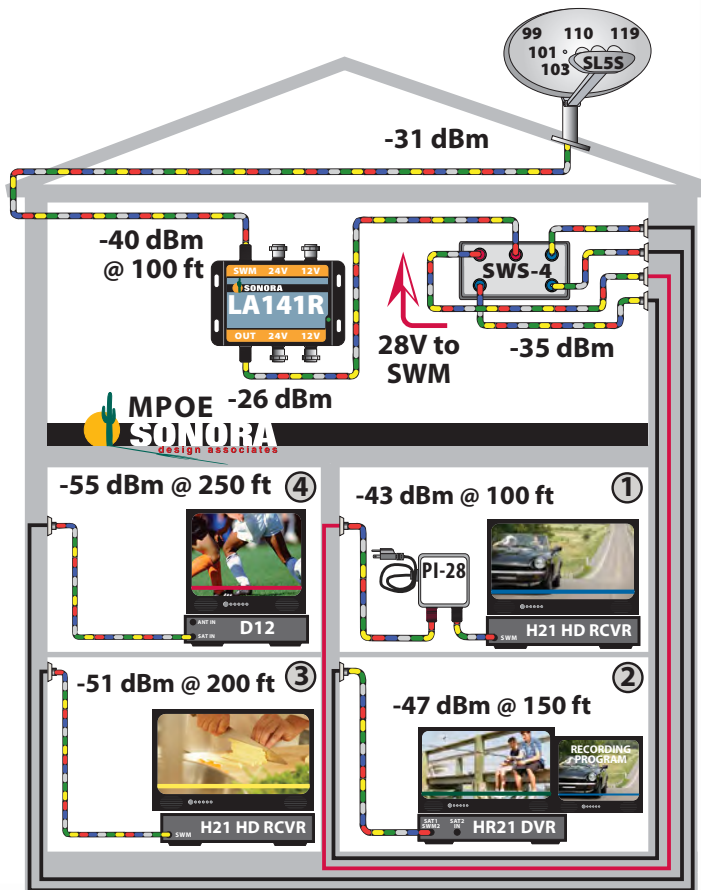 99 110 119
101
103 SL5S
-31 dBm
-40 dBm
@ 100 ft
SWM 24V 12V
SONORA
LA141R
OUT 24V 12V
SWS-4
28V to
SWM
-35 dBm
-26 dBm
MPOE
SONORA
design associates
-55 dBm @ 250 ft 4
ANT IN
SAT IN
D12
-43 dBm @ 100 ft 1
PI-28
SWM
H21 HD RCVR
-51 dBm @ 200 ft 3
SWM
H21 HD RCVR
2
-47 dBm @ 150 ft
RECORDING
PROGRAM
SAT1 SAT2
SWM2 IN
HR21 DVR